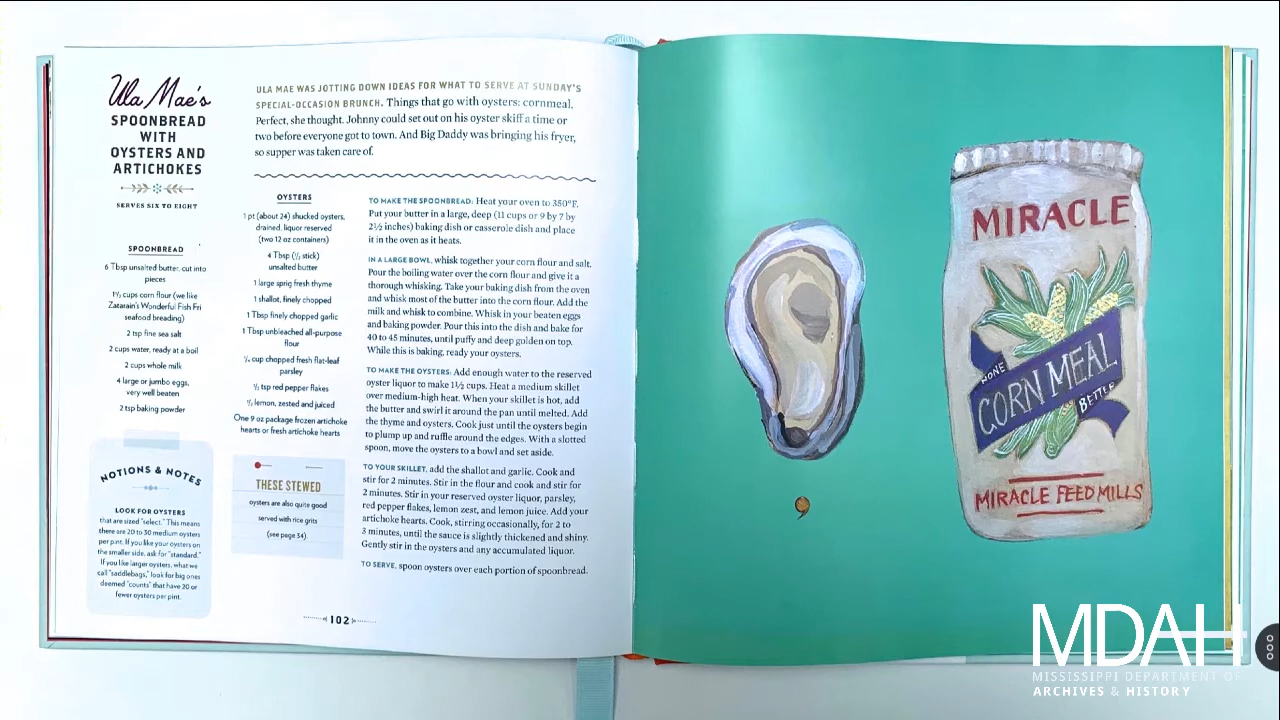 Ula Mae's
SPOONBREAD
WITH
OYSTERS AND
ARTICHOKES
SERVES SIX TO EIGHT
SPOONBREAD
6 Tbsp unsalted butter, cut into
pieces
1½ cups corn flour (we like
Zatarain's Wonderful Fish Fri
seafood breading)
2 tsp fine sea salt
2 cups water, ready at a boil
2 cups whole milk
4 large or jumbo eggs,
very well beaten
2 tsp baking powder
NOTIONS & NOTES
LOOK FOR OYSTERS
that are sized "select." This means
there are 20 to 30 medium oysters
per pint. If you like your oysters on
the smaller side, ask for "standard."
If you like larger oysters, what we
call "saddlebags," look for big ones
deemed "counts" that have 20 or
fewer oysters per pint.
ULA MAE WAS JOTTING DOWN IDEAS FOR WHAT TO SERVE AT SUNDAY'S
SPECIAL-OCCASION BRUNCH. Things that go with oysters: cornmeal.
Perfect, she thought. Johnny could set out on his oyster skiff a time or
two before everyone got to town. And Big Daddy was bringing his fryer,
so supper was taken care of.
OYSTERS
1 pt (about 24) shucked oysters,
drained, liquor reserved
(two 12 oz containers)
4 Tbsp (½ stick)
unsalted butter
1 large sprig fresh thyme
1 shallot, finely chopped
1 Tbsp finely chopped garlic
1 Tbsp unbleached all-purpose
flour
¼ cup chopped fresh flat-leaf
parsley
½ tsp red pepper flakes
½ lemon, zested and juiced
One 9 oz package frozen artichoke
hearts or fresh artichoke hearts
THESE STEWED
oysters are also quite good
served with rice grits
(see page 34).
TO MAKE THE SPOONBREAD: Heat your oven to 350°F.
Put your butter in a large, deep (11 cups or 9 by 7 by
2½ inches) baking dish or casserole dish and place
it in the oven as it heats.
IN A LARGE BOWL, whisk together your corn flour and salt.
Pour the boiling water over the corn flour and give it a
thorough whisking. Take your baking dish from the oven
and whisk most of the butter into the corn flour. Add the
milk and whisk to combine. Whisk in your beaten eggs
and baking powder. Pour this into the dish and bake for
40 to 45 minutes, until puffy and deep golden on top.
While this is baking, ready your oysters.
TO MAKE THE OYSTERS: Add enough water to the reserved
oyster liquor to make 1½ cups. Heat a medium skillet
over medium-high heat. When your skillet is hot, add
the butter and swirl it around the pan until melted. Add
the thyme and oysters. Cook just until the oysters begin
to plump up and ruffle around the edges. With a slotted
spoon, move the oysters to a bowl and set aside.
TO YOUR SKILLET, add the shallot and garlic. Cook and
stir for 2 minutes. Stir in the flour and cook and stir for
2 minutes. Stir in your reserved oyster liquor, parsley,
red pepper flakes, lemon zest, and lemon juice. Add your
artichoke hearts. Cook, stirring occasionally, for 2 to
3 minutes, until the sauce is slightly thickened and shiny.
Gently stir in the oysters and any accumulated liquor.
TO SERVE, spoon oysters over each portion of spoonbread.
102
MIRACLE
NONE
CORN MEAL
BETTER
MIRACLE FEED MILLS
MDAH
MISSISSIPPI DEPARTMENT OF
ARCHIVES & HISTORY